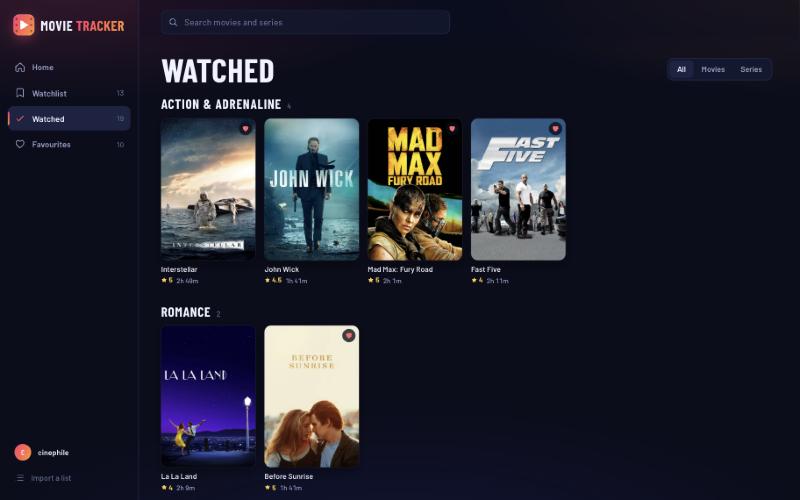 MOVIE TRACKER
Search movies and series
Home
Watchlist 13
Watched 19
Favourites 10
WATCHED
All Movies Series
ACTION & ADRENALINE 4
INTERSTELLAR
JOHN WICK
MAD
MAX
FURY ROAD
FAST
FIVE
Interstellar
★ 5 2h 49m
John Wick
★ 4.5 1h 41m
Mad Max: Fury Road
★ 5 2h 1m
Fast Five
★ 4 2h 11m
ROMANCE 2
LA LA LAND
BEFORE
SUNRISE
La La Land
★ 4 2h 9m
Before Sunrise
★ 5 1h 41m
C cinephile
Import a list